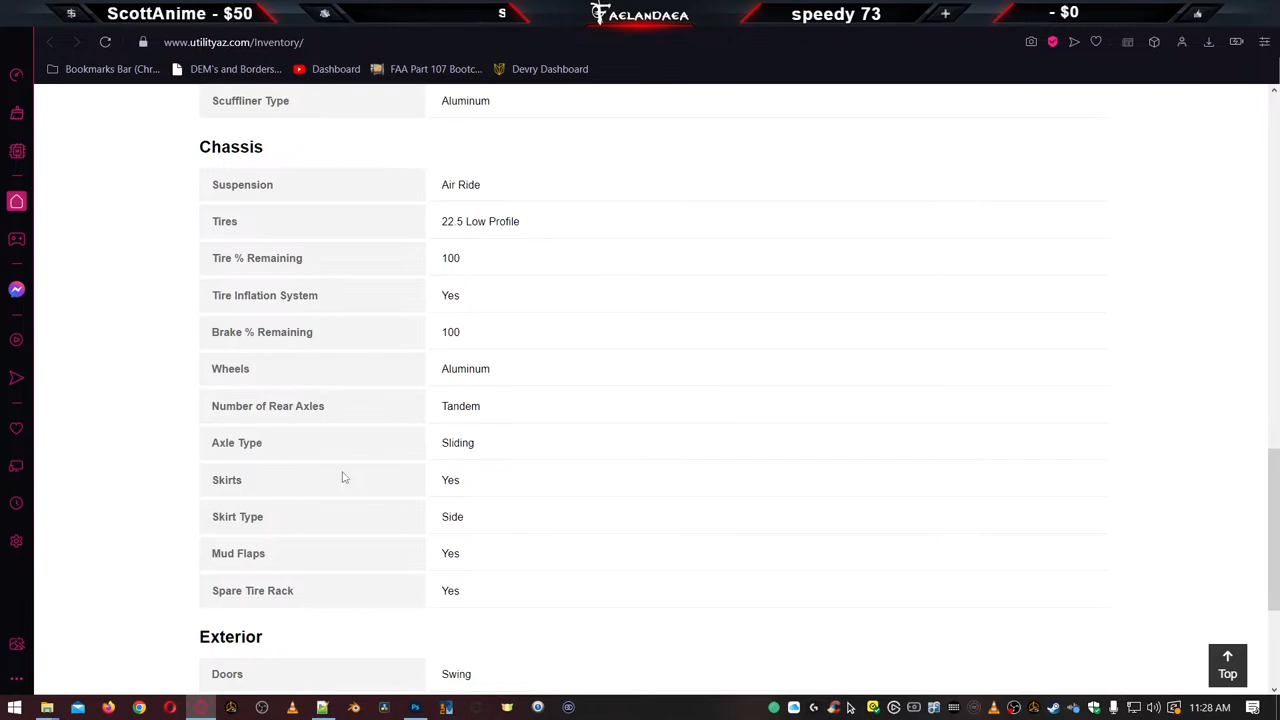 ScottAnime - $50
s
FAELANDAEA
speedy 73
- $0
www.utilityaz.com/Inventory/
Bookmarks Bar (Chr...
DEM's and Borders...
Dashboard
FAA Part 107 Bootc...
Devry Dashboard
Scuffliner Type
Aluminum
Chassis
Suspension
Air Ride
Tires
22.5 Low Profile
Tire % Remaining
100
Tire Inflation System
Yes
Brake % Remaining
100
Wheels
Aluminum
Number of Rear Axles
Tandem
Axle Type
Sliding
Skirts
Yes
Skirt Type
Side
Mud Flaps
Yes
Spare Tire Rack
Yes
Exterior
Doors
Swing
Top
11:28 AM